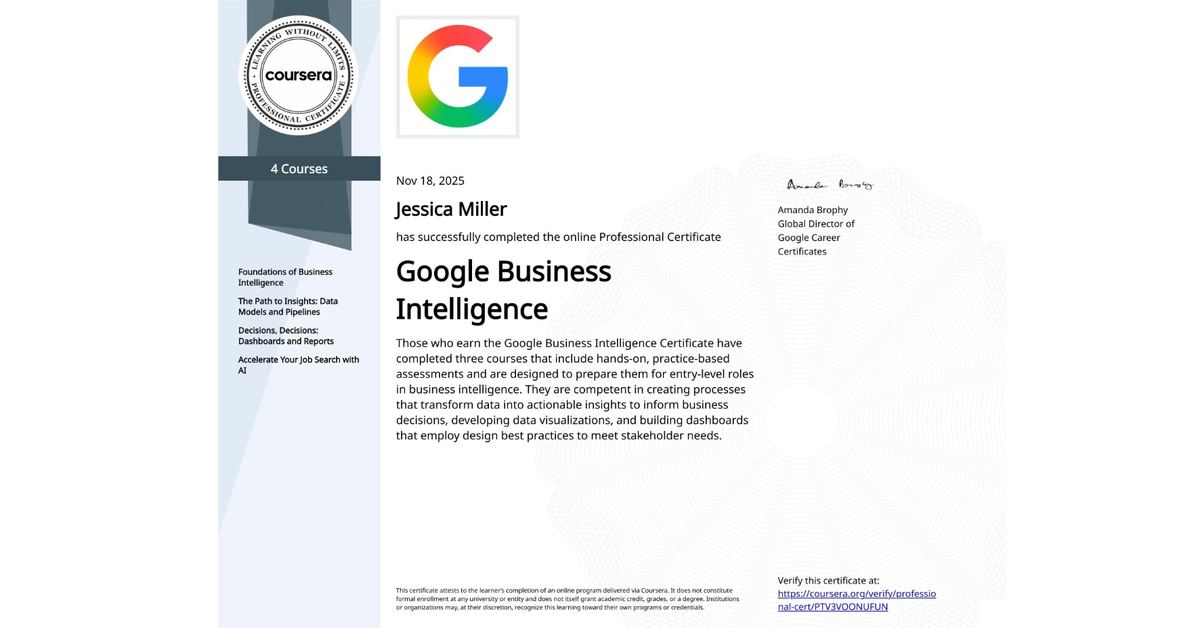 LEARNING WITHOUT LIMITS
coursera
PROFESSIONAL CERTIFICATE
4 Courses
Foundations of Business
Intelligence
The Path to Insights: Data
Models and Pipelines
Decisions, Decisions:
Dashboards and Reports
Accelerate Your Job Search with
AI
Nov 18, 2025
Jessica Miller
has successfully completed the online Professional Certificate
Google Business
Intelligence
Those who earn the Google Business Intelligence Certificate have
completed three courses that include hands-on, practice-based
assessments and are designed to prepare them for entry-level roles
in business intelligence. They are competent in creating processes
that transform data into actionable insights to inform business
decisions, developing data visualizations, and building dashboards
that employ design best practices to meet stakeholder needs.
Amanda Brophy
Amanda Brophy
Global Director of
Google Career
Certificates
This certificate attests to the learner's completion of an online program delivered via Coursera. It does not constitute
formal enrollment at any university or entity and does not itself grant academic credit, grades, or a degree. Institutions
or organizations may, at their discretion, recognize this learning toward their own programs or credentials.
Verify this certificate at:
https://coursera.org/verify/professio
nal-cert/PTV3VOONUFUN